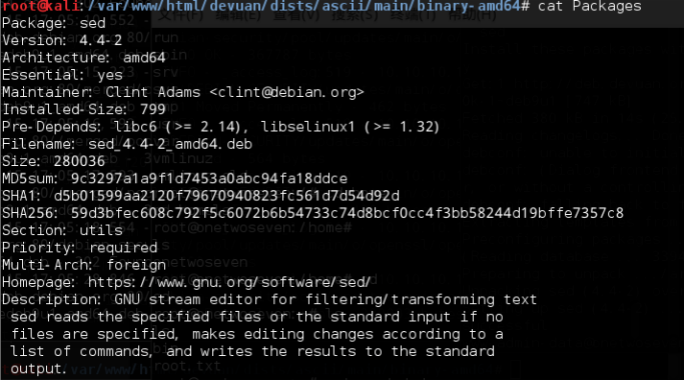 root@kali:/var/www/html/devuan/dists/ascii/main/binary-amd64# cat Packages
Package: sed
Version: 4.4-2
Architecture: amd64
Essential: yes
Maintainer: Clint Adams <clint@debian.org>
Installed-Size: 799
Pre-Depends: libc6 (>= 2.14), libselinux1 (>= 1.32)
Filename: sed_4.4-2_amd64.deb
Size: 280036
MD5sum: 9c3297a1a9f1d7453a0abc94fa18ddce
SHA1: d5b01599aa2120f79670940823fc561d7d54d92d
SHA256: 59d3bfec608c792f5c6072b6b54733c74d8bcf0cc4f3bb58244d19bffe7357c8
Section: utils
Priority: required
Multi-Arch: foreign
Homepage: https://www.gnu.org/software/sed/
Description: GNU stream editor for filtering/transforming text
 sed reads the specified files or the standard input if no
 files are specified, makes editing changes according to a
 list of commands, and writes the results to the standard
 output.